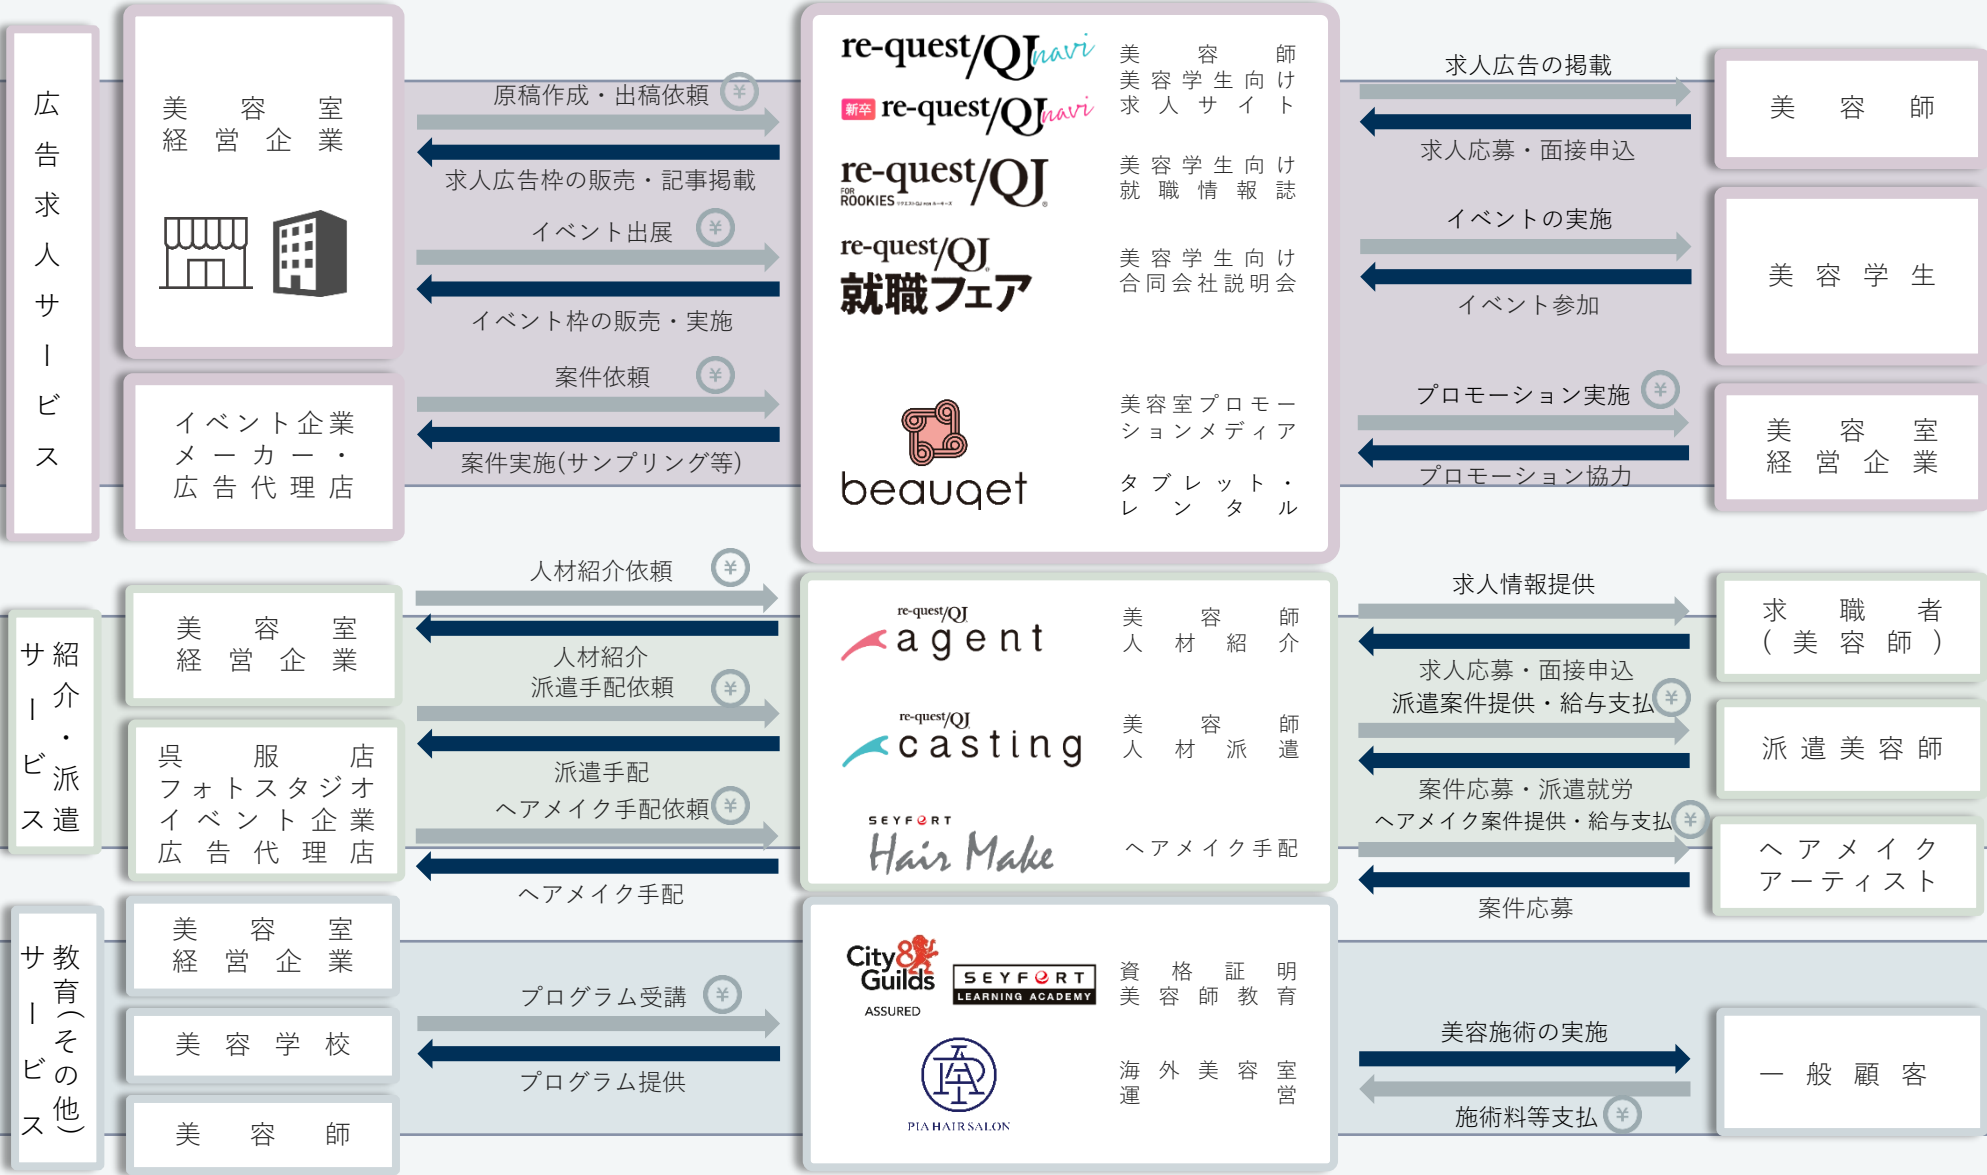 広告求人サービス
美容室
経営企業
原稿作成・出稿依頼 ¥
求人広告枠の販売・記事掲載
イベント出展 ¥
イベント枠の販売・実施
イベント企業
メーカー・
広告代理店
案件依頼 ¥
案件実施(サンプリング等)
re-quest/QJ navi
新卒 re-quest/QJ navi
美容師
美容学生向け
求人サイト
re-quest/QJ
FOR
ROOKIES
美容学生向け
就職情報誌
re-quest/QJ
就職フェア
美容学生向け
合同会社説明会
beauqet
美容室プロモー
ションメディア
タブレット・
レンタル
求人広告の掲載
求人応募・面接申込
美容師
イベントの実施
イベント参加
美容学生
プロモーション実施 ¥
プロモーション協力
美容室
経営企業
紹介・派遣
サービス
美容室
経営企業
人材紹介依頼 ¥
人材紹介
派遣手配依頼 ¥
派遣手配
呉服店
フォトスタジオ
イベント企業
広告代理店
ヘアメイク手配依頼 ¥
ヘアメイク手配
re-quest/QJ
agent
美容師
人材紹介
re-quest/QJ
casting
美容師
人材派遣
SEYFORT
Hair Make
ヘアメイク手配
求人情報提供
求人応募・面接申込
求職者
(美容師)
派遣案件提供・給与支払 ¥
案件応募・派遣就労
派遣美容師
ヘアメイク案件提供・給与支払 ¥
案件応募
ヘアメイク
アーティスト
教育(その他)
サービス
美容室
経営企業
美容学校
美容師
プログラム受講 ¥
プログラム提供
City&
Guilds
ASSURED
SEYFORT
LEARNING ACADEMY
資格証明
美容師教育
PIA HAIR SALON
海外美容室
運営
美容施術の実施
施術料等支払 ¥
一般顧客